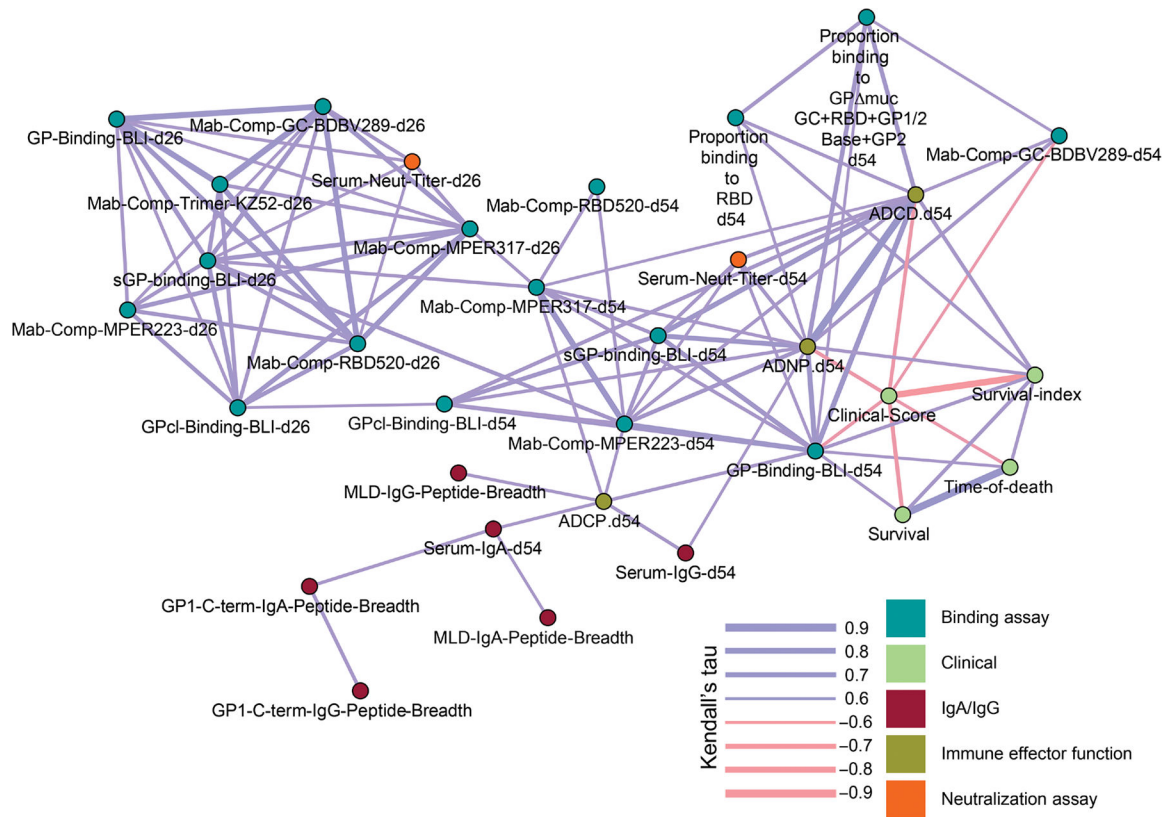 Proportion
binding
to
GPΔmuc
GC+RBD+GP1/2
Base+GP2
d54
GP-Binding-BLI-d26
Mab-Comp-GC-BDBV289-d26
Serum-Neut-Titer-d26
Mab-Comp-Trimer-KZ52-d26
Mab-Comp-RBD520-d54
Proportion
binding
to
RBD
d54
Mab-Comp-GC-BDBV289-d54
ADCD.d54
Mab-Comp-MPER317-d26
sGP-binding-BLI-d26
Serum-Neut-Titer-d54
Mab-Comp-MPER317-d54
Mab-Comp-MPER223-d26
Mab-Comp-RBD520-d26
sGP-binding-BLI-d54
ADNP.d54
Survival-index
Clinical-Score
GPcl-Binding-BLI-d26
GPcl-Binding-BLI-d54
Mab-Comp-MPER223-d54
GP-Binding-BLI-d54
Time-of-death
MLD-IgG-Peptide-Breadth
ADCP.d54
Survival
Serum-IgA-d54
Serum-IgG-d54
GP1-C-term-IgA-Peptide-Breadth
MLD-IgA-Peptide-Breadth
GP1-C-term-IgG-Peptide-Breadth
Kendall's tau
0.9
0.8
0.7
0.6
−0.6
−0.7
−0.8
−0.9
Binding assay
Clinical
IgA/IgG
Immune effector function
Neutralization assay